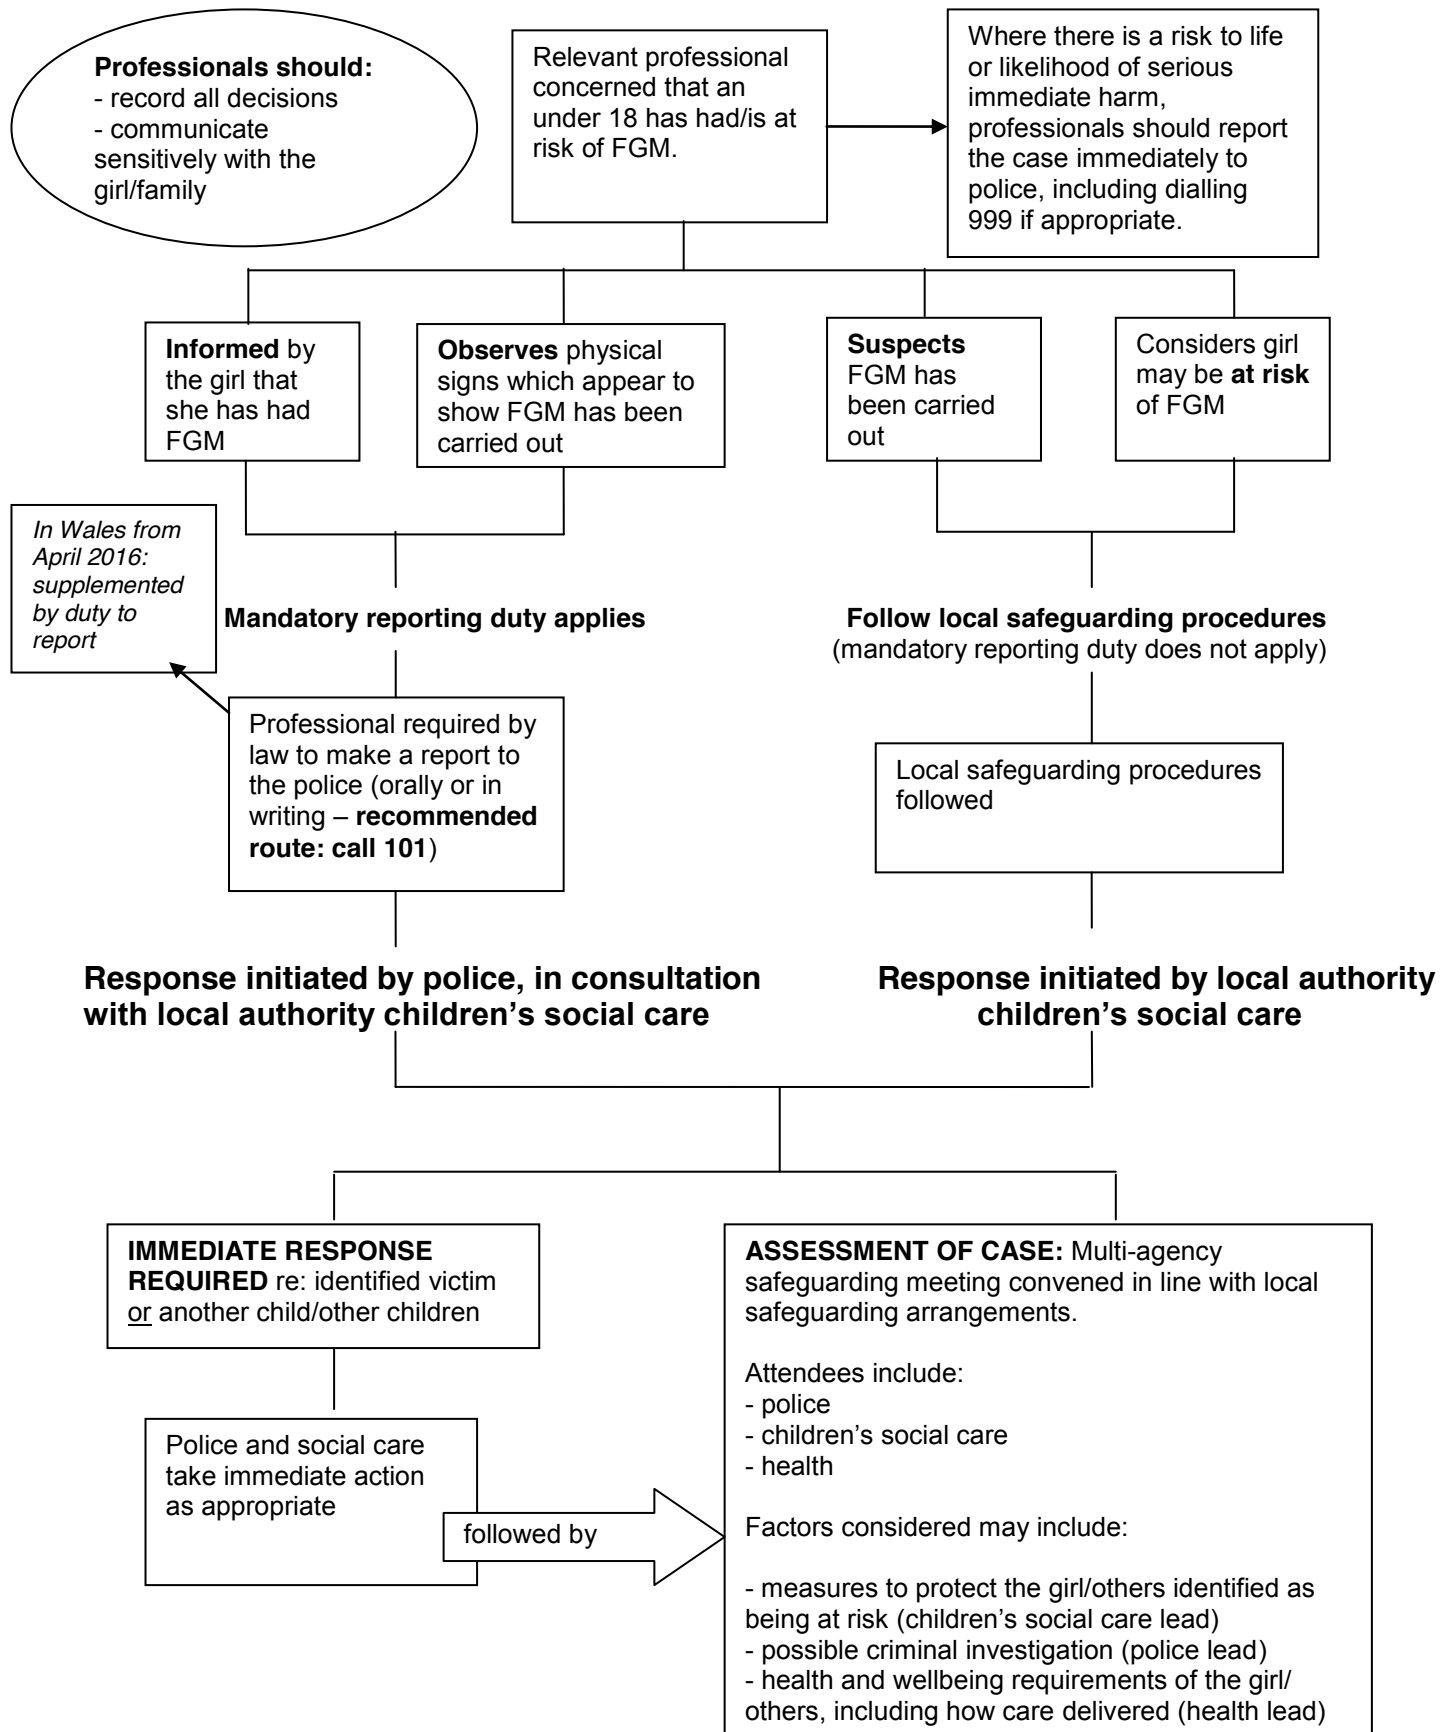 Professionals should:
- record all decisions
- communicate
sensitively with the
girl/family
Relevant professional
concerned that an
under 18 has had/is at
risk of FGM.
Where there is a risk to life
or likelihood of serious
immediate harm,
professionals should report
the case immediately to
police, including dialling
999 if appropriate.
Informed by
the girl that
she has had
FGM
Observes physical
signs which appear to
show FGM has been
carried out
Suspects
FGM has
been carried
out
Considers girl
may be at risk
of FGM
In Wales from
April 2016:
supplemented
by duty to
report
Mandatory reporting duty applies
Follow local safeguarding procedures
(mandatory reporting duty does not apply)
Professional required by
law to make a report to
the police (orally or in
writing – recommended
route: call 101)
Local safeguarding procedures
followed
Response initiated by police, in consultation
with local authority children’s social care
Response initiated by local authority
children’s social care
IMMEDIATE RESPONSE
REQUIRED re: identified victim
or another child/other children
Police and social care
take immediate action
as appropriate
followed by
ASSESSMENT OF CASE: Multi-agency
safeguarding meeting convened in line with local
safeguarding arrangements.
Attendees include:
- police
- children’s social care
- health
Factors considered may include:
- measures to protect the girl/others identified as
being at risk (children’s social care lead)
- possible criminal investigation (police lead)
- health and wellbeing requirements of the girl/
others, including how care delivered (health lead)